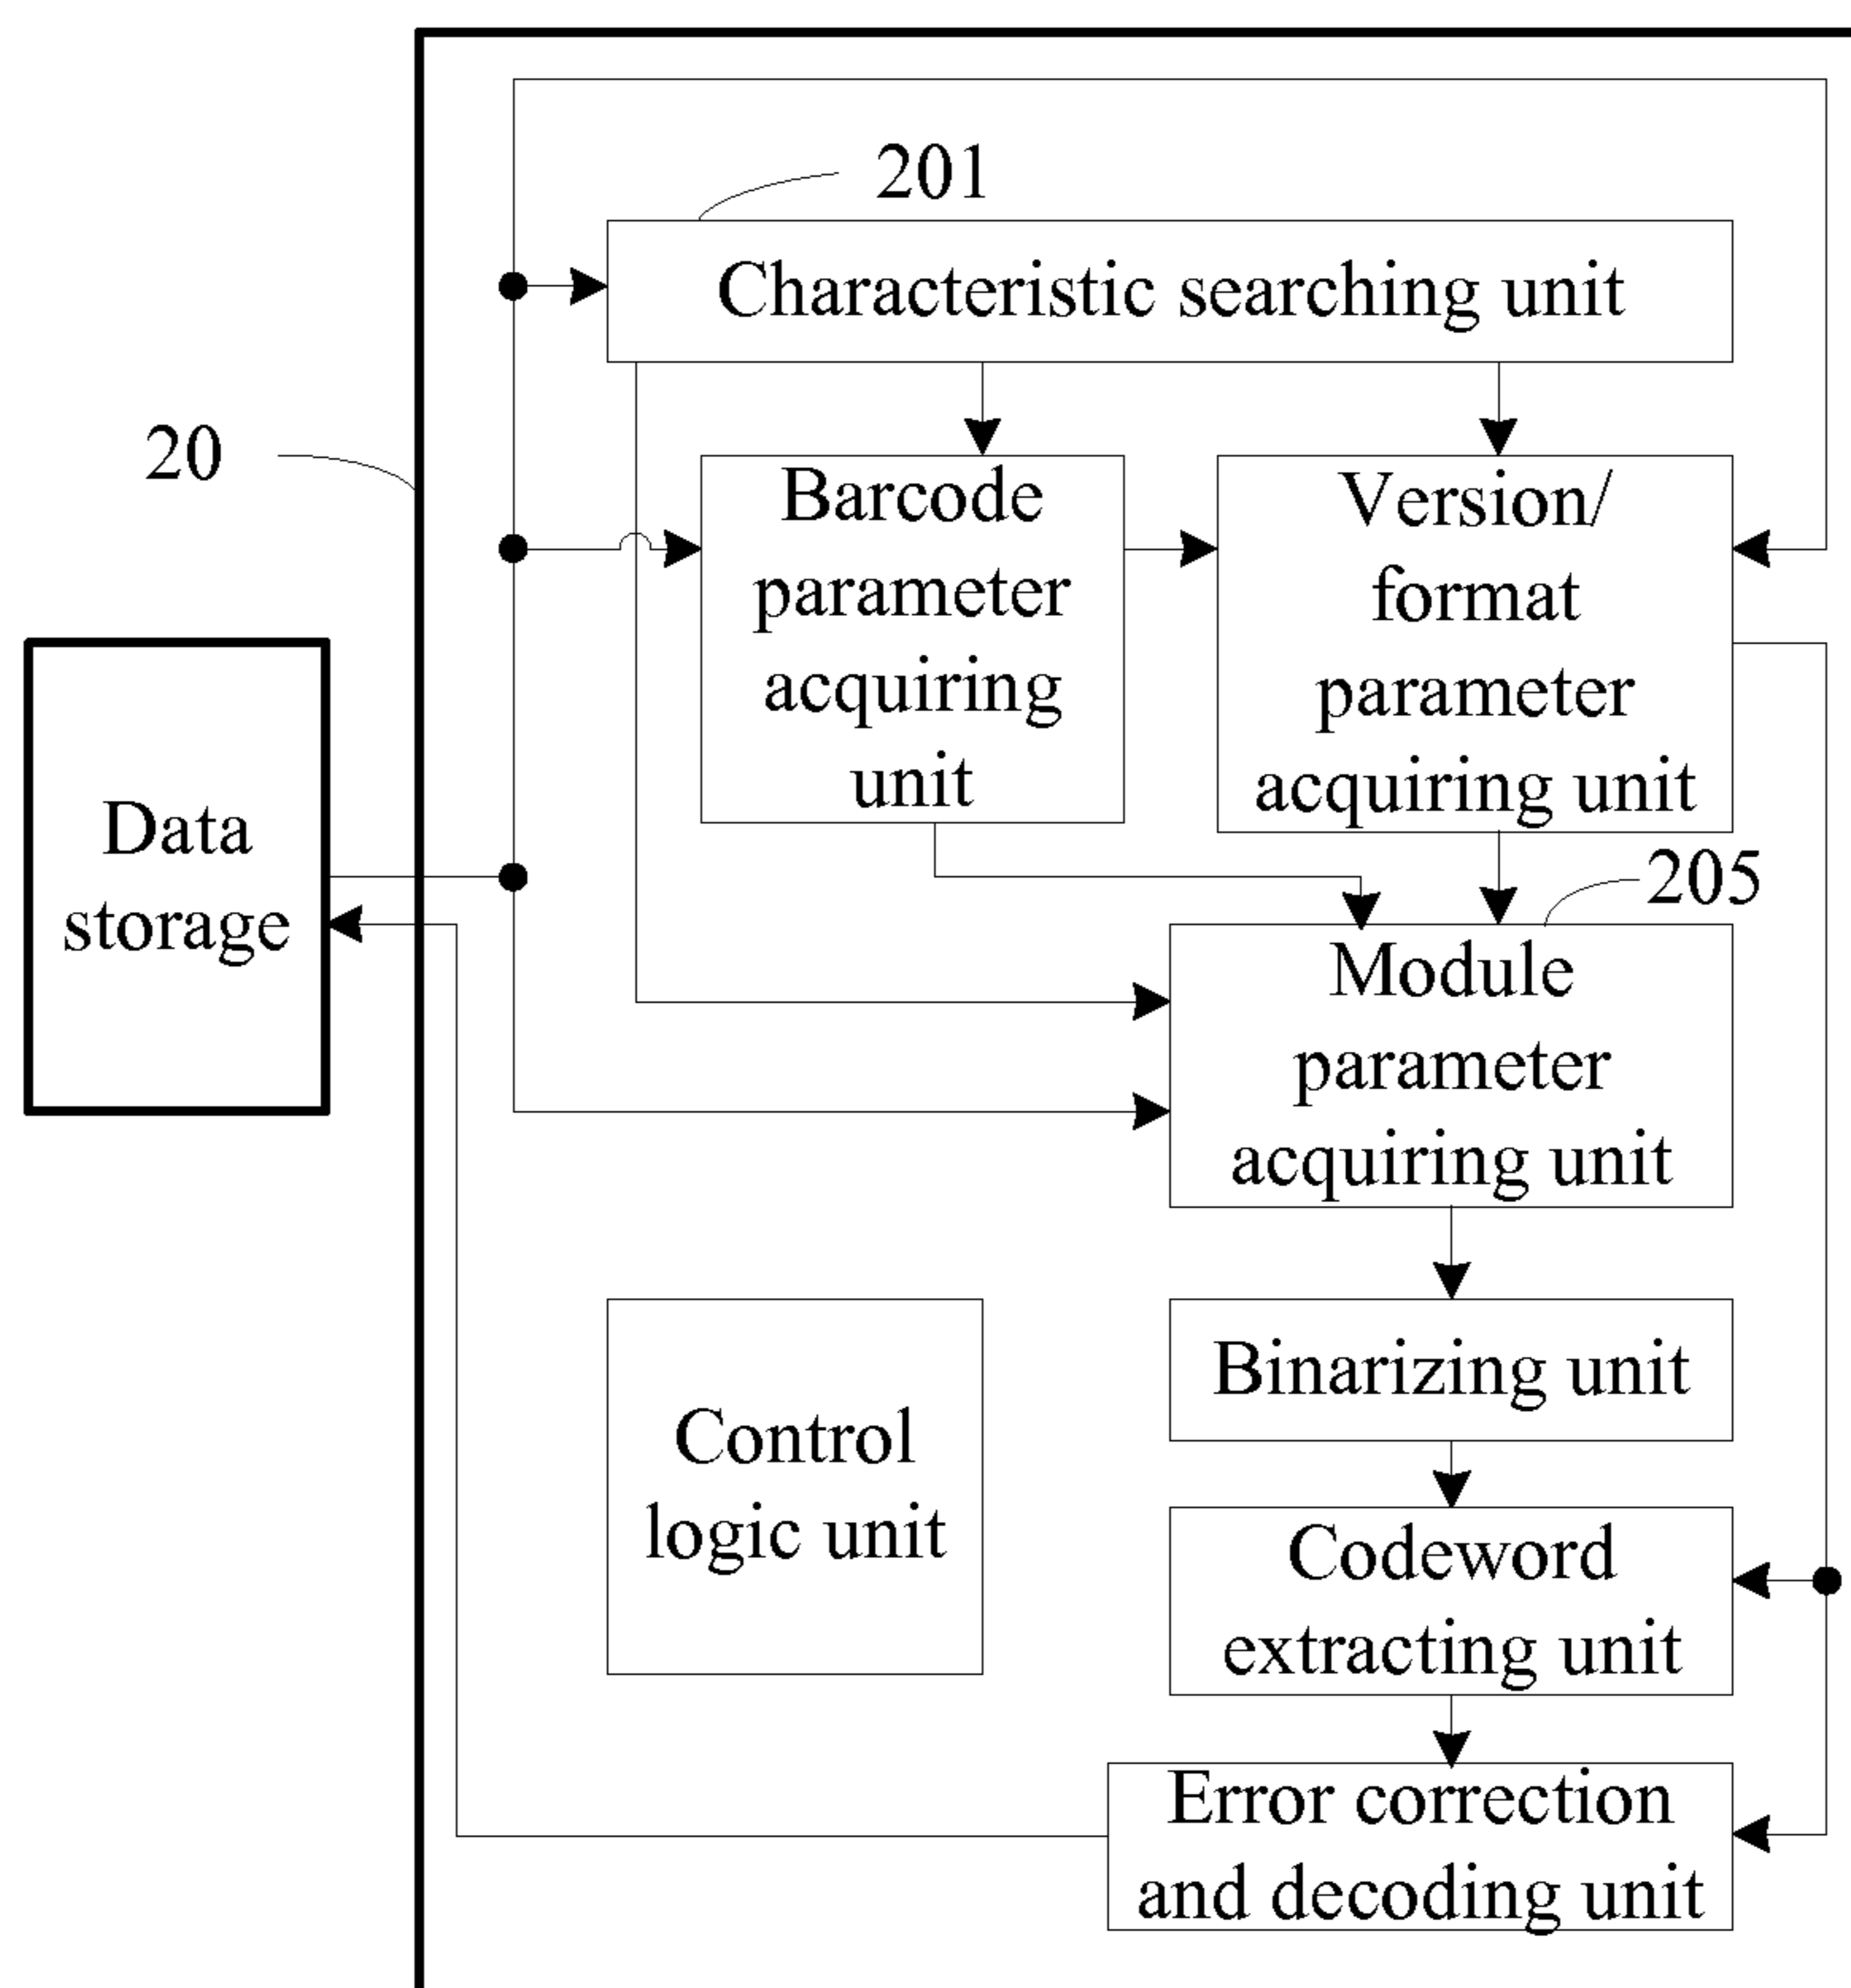 201
Characteristic searching unit
20
Barcode
parameter
acquiring
unit
Version/
format
parameter
acquiring unit
Data
storage
205
Module
parameter
acquiring unit
Binarizing unit
Control
logic unit
Codeword
extracting unit
Error correction
and decoding unit